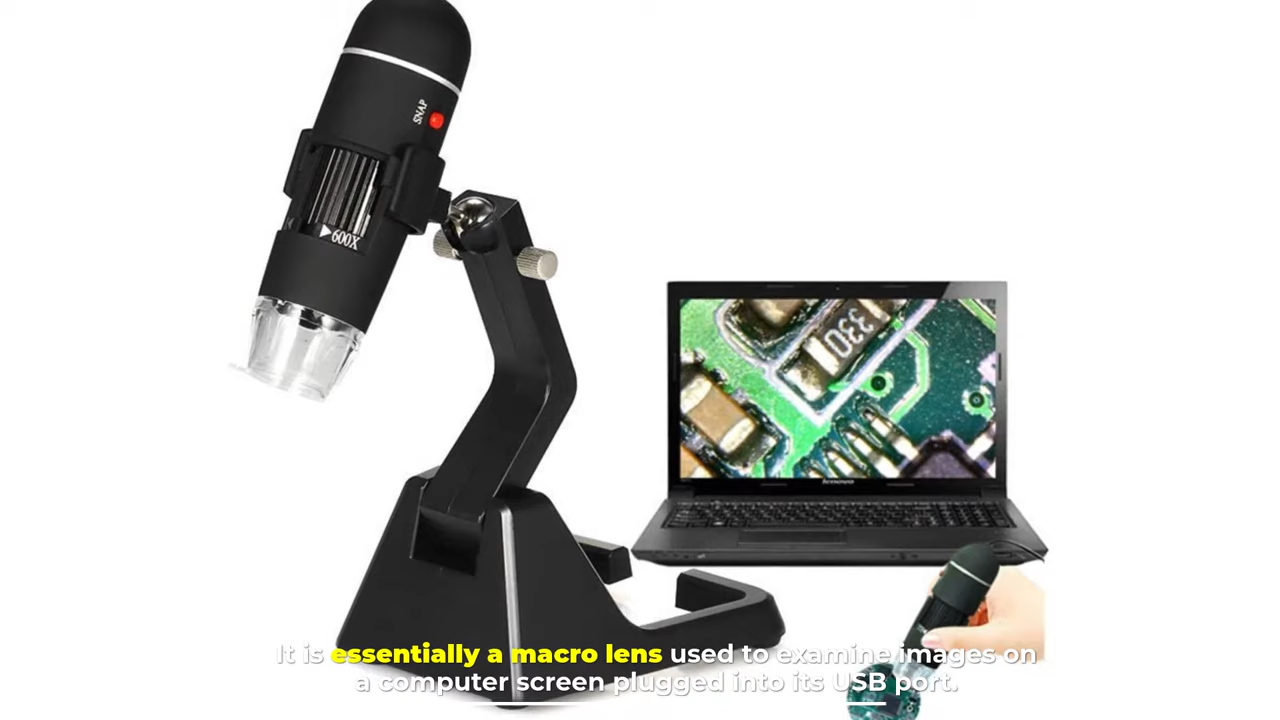 SNAP
▶600X
330
lenovo
It is essentially a macro lens used to examine images on
a computer screen plugged into its USB port.